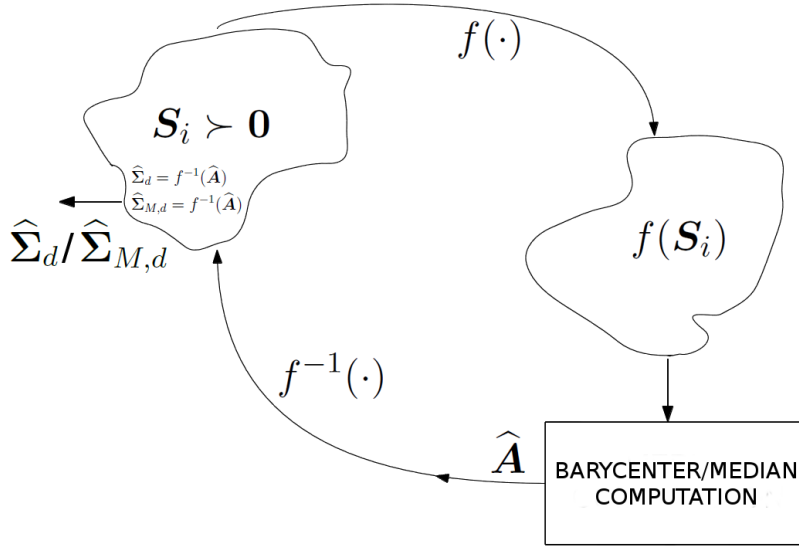 f(·)
S_i ≻ 0
Σ̂_d = f⁻¹(Â)
Σ̂_{M,d} = f⁻¹(Â)
Σ̂_d/Σ̂_{M,d}
f(S_i)
f⁻¹(·)
Â
BARYCENTER/MEDIAN
COMPUTATION